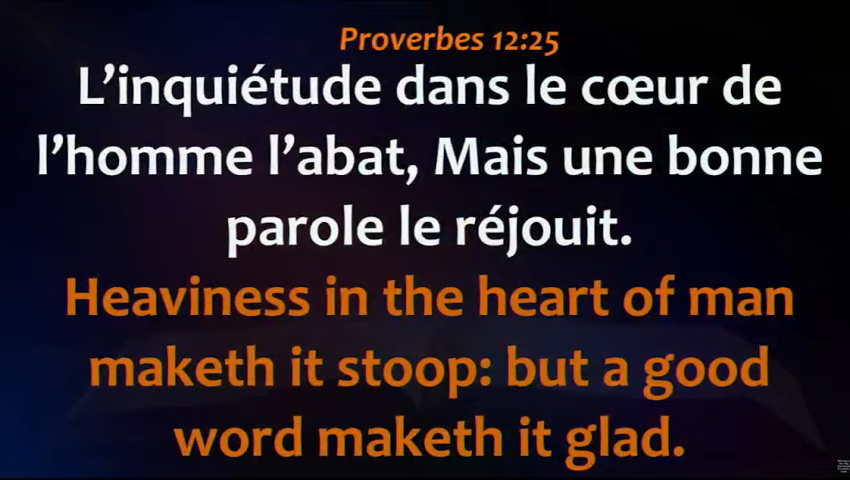 Proverbes 12:25
L’inquiétude dans le cœur de
l’homme l’abat, Mais une bonne
parole le réjouit.
Heaviness in the heart of man
maketh it stoop: but a good
word maketh it glad.